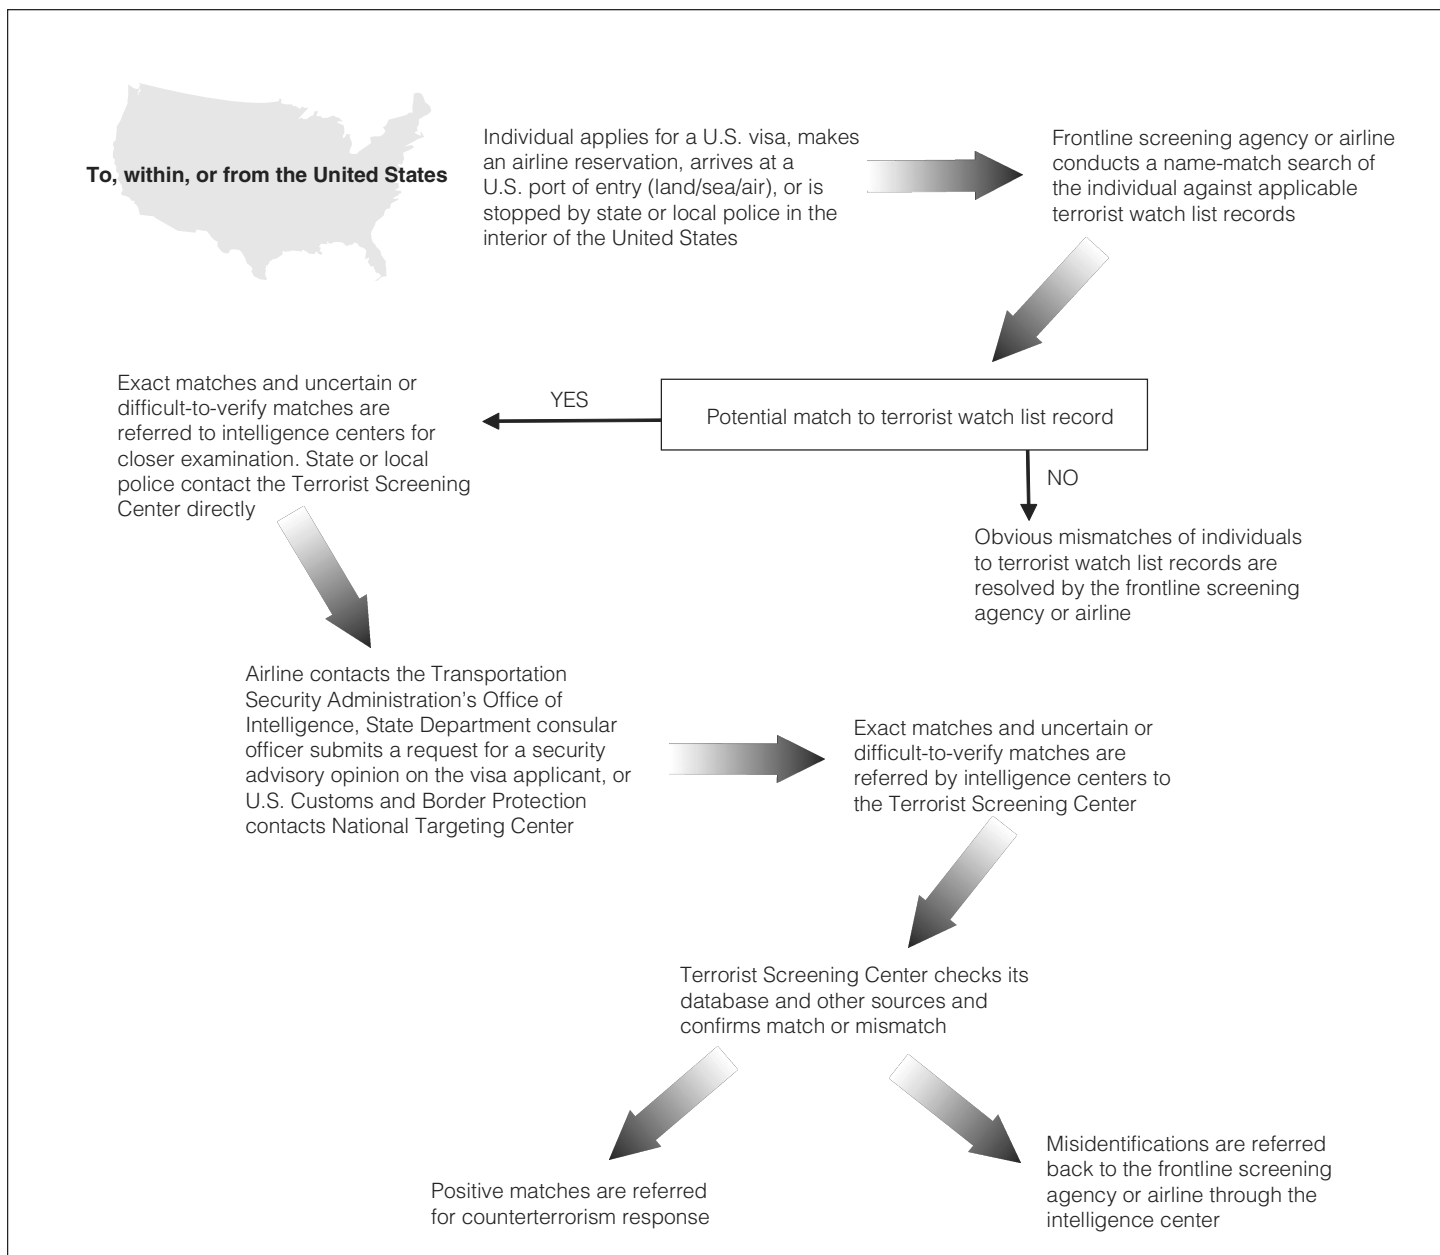 To, within, or from the United States
Individual applies for a U.S. visa, makes
an airline reservation, arrives at a
U.S. port of entry (land/sea/air), or is
stopped by state or local police in the
interior of the United States
Frontline screening agency or airline
conducts a name-match search of
the individual against applicable
terrorist watch list records
Potential match to terrorist watch list record
YES
NO
Exact matches and uncertain or
difficult-to-verify matches are
referred to intelligence centers for
closer examination. State or local
police contact the Terrorist Screening
Center directly
Obvious mismatches of individuals
to terrorist watch list records are
resolved by the frontline screening
agency or airline
Airline contacts the Transportation
Security Administration’s Office of
Intelligence, State Department consular
officer submits a request for a security
advisory opinion on the visa applicant, or
U.S. Customs and Border Protection
contacts National Targeting Center
Exact matches and uncertain or
difficult-to-verify matches are
referred by intelligence centers to
the Terrorist Screening Center
Terrorist Screening Center checks its
database and other sources and
confirms match or mismatch
Positive matches are referred
for counterterrorism response
Misidentifications are referred
back to the frontline screening
agency or airline through the
intelligence center